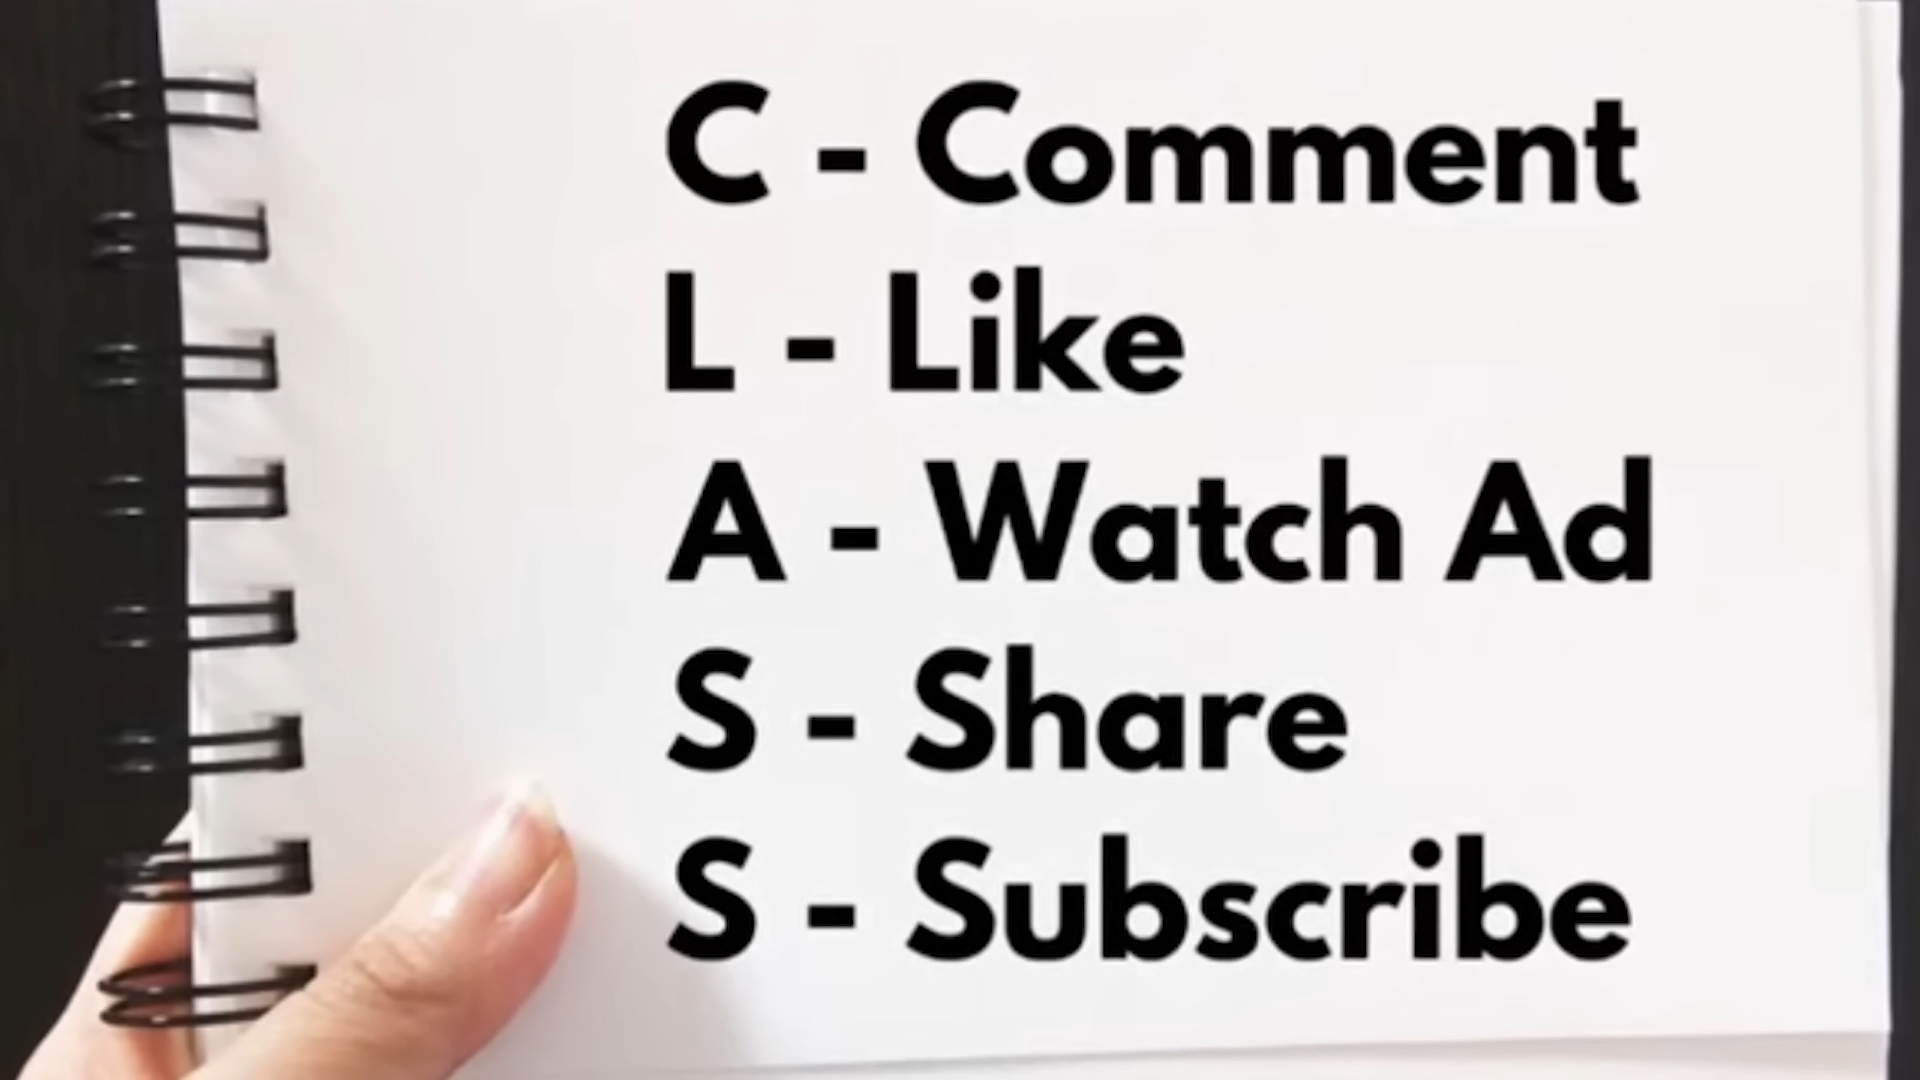 C - Comment
L - Like
A - Watch Ad
S - Share
S - Subscribe